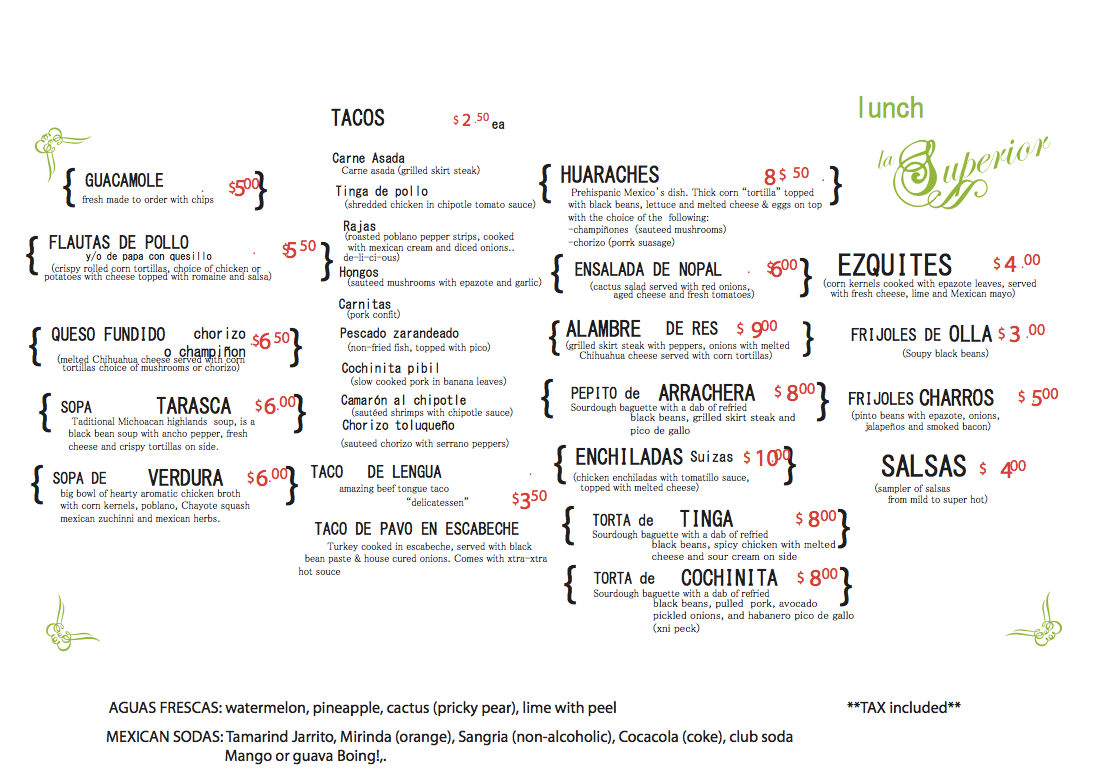 lunch
la Superior
{ GUACAMOLE $5.00 }
fresh made to order with chips
{ FLAUTAS DE POLLO $5.50 }
y/o de papa con quesillo
(crispy rolled corn tortillas, choice of chicken or
potatoes with cheese topped with romaine and salsa)
{ QUESO FUNDIDO chorizo $6.50 }
o champiñon
(melted Chihuahua cheese served with corn
tortillas choice of mushrooms or chorizo)
{ SOPA TARASCA $6.00 }
Traditional Michoacan highlands soup, is a
black bean soup with ancho pepper, fresh
cheese and crispy tortillas on side.
{ SOPA DE VERDURA $6.00 }
big bowl of hearty aromatic chicken broth
with corn kernels, poblano, Chayote squash
mexican zuchinni and mexican herbs.
TACOS $2.50 ea
Carne Asada
Carne asada (grilled skirt steak)
Tinga de pollo
(shredded chicken in chipotle tomato sauce)
Rajas
(roasted poblano pepper strips, cooked
with mexican cream and diced onions..
de-li-ci-ous)
Hongos
(sauteed mushrooms with epazote and garlic)
Carnitas
(pork confit)
Pescado zarandeado
(non-fried fish, topped with pico)
Cochinita pibil
(slow cooked pork in banana leaves)
Camarón al chipotle
(sautéed shrimps with chipotle sauce)
Chorizo toluqueño
(sauteed chorizo with serrano peppers)
TACO DE LENGUA
amazing beef tongue taco
"delicatessen" $3.50
TACO DE PAVO EN ESCABECHE
Turkey cooked in escabeche, served with black
bean paste & house cured onions. Comes with xtra-xtra
hot souce
{ HUARACHES 8$ 50 . }
Prehispanic Mexico's dish. Thick corn "tortilla" topped
with black beans, lettuce and melted cheese & eggs on top
with the choice of the following:
-champiñones (sauteed mushrooms)
-chorizo (porrk suasage)
{ ENSALADA DE NOPAL $6.00 }
(cactus salad served with red onions,
aged cheese and fresh tomatoes)
{ ALAMBRE DE RES $ 9.00 }
(grilled skirt steak with peppers, onions with melted
Chihuahua cheese served with corn tortillas)
{ PEPITO de ARRACHERA $ 8.00 }
Sourdough baguette with a dab of refried
black beans, grilled skirt steak and
pico de gallo
{ ENCHILADAS Suizas $ 10.00 }
(chicken enchiladas with tomatillo sauce,
topped with melted cheese)
{ TORTA de TINGA $ 8.00 }
Sourdough baguette with a dab of refried
black beans, spicy chicken with melted
cheese and sour cream on side
{ TORTA de COCHINITA $ 8.00 }
Sourdough baguette with a dab of refried
black beans, pulled pork, avocado
pickled onions, and habanero pico de gallo
(xni peck)
EZQUITES $ 4.00
(corn kernels cooked with epazote leaves, served
with fresh cheese, lime and Mexican mayo)
FRIJOLES DE OLLA $ 3.00
(Soupy black beans)
FRIJOLES CHARROS $ 5.00
(pinto beans with epazote, onions,
jalapeños and smoked bacon)
SALSAS $ 4.00
(sampler of salsas
from mild to super hot)
AGUAS FRESCAS: watermelon, pineapple, cactus (pricky pear), lime with peel
**TAX included**
MEXICAN SODAS: Tamarind Jarrito, Mirinda (orange), Sangria (non-alcoholic), Cocacola (coke), club soda
Mango or guava Boing!,.